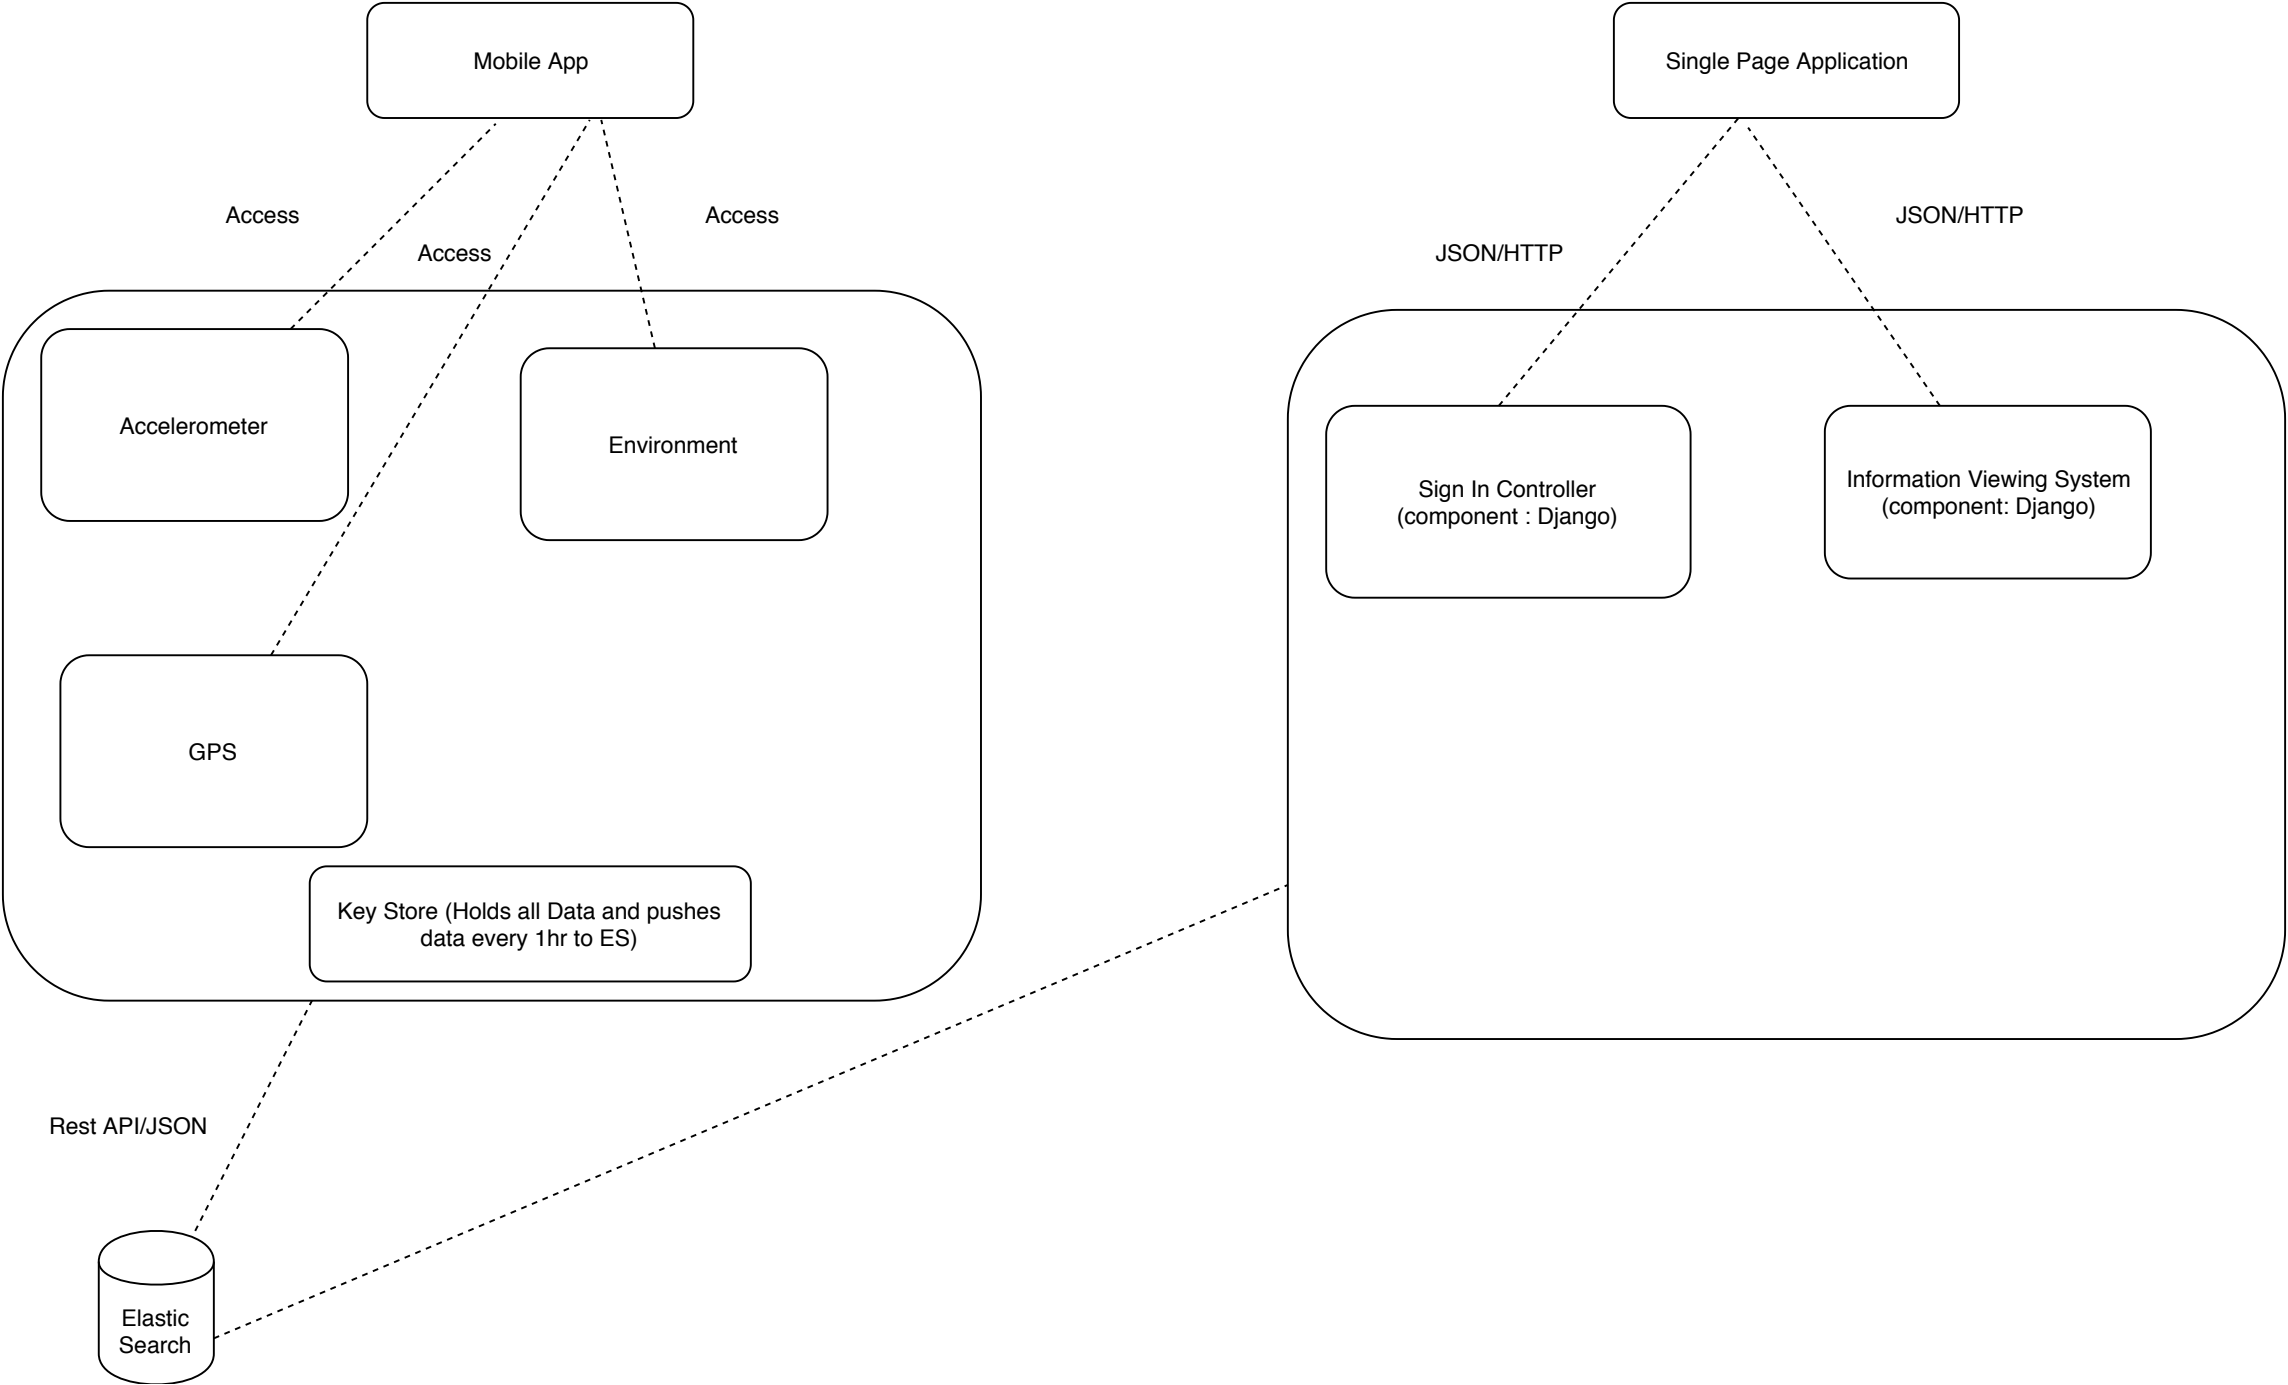 Mobile App
Single Page Application
Access
Access
Access
JSON/HTTP
JSON/HTTP
Accelerometer
Environment
Sign In Controller
(component : Django)
Information Viewing System
(component: Django)
GPS
Key Store (Holds all Data and pushes
data every 1hr to ES)
Rest API/JSON
Elastic
Search